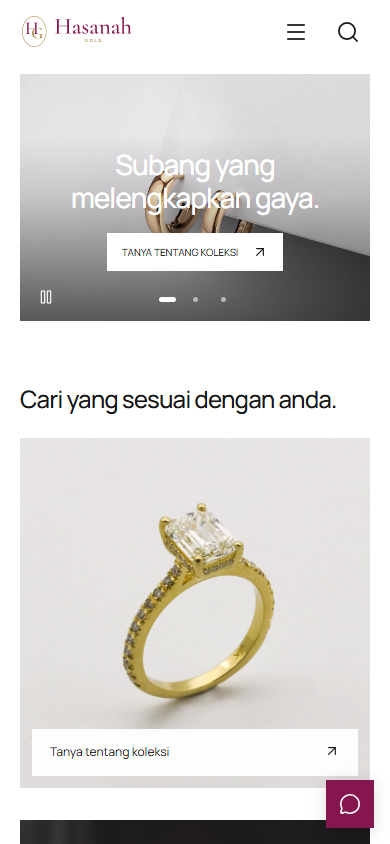 HG Hasanah
GOLD
Subang yang
melengkapkan gaya.
TANYA TENTANG KOLEKSI
Cari yang sesuai dengan anda.
Tanya tentang koleksi